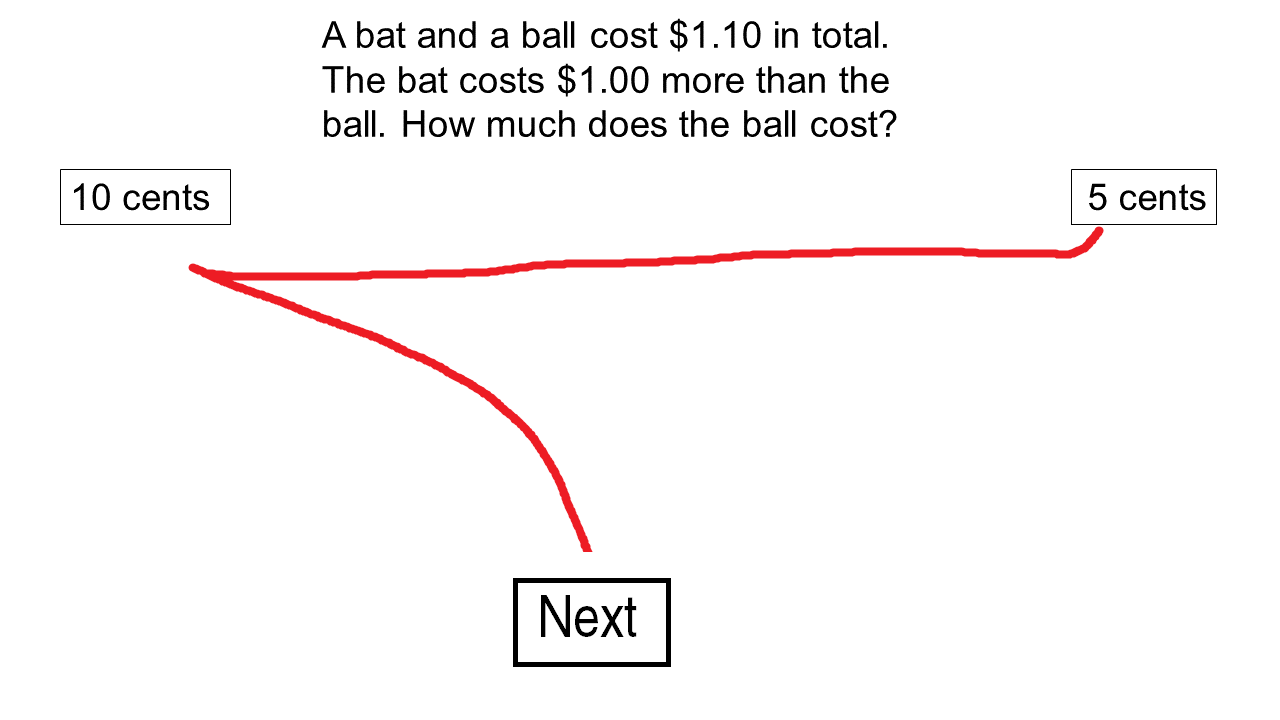 A bat and a ball cost $1.10 in total.
The bat costs $1.00 more than the
ball. How much does the ball cost?
10 cents
5 cents
Next